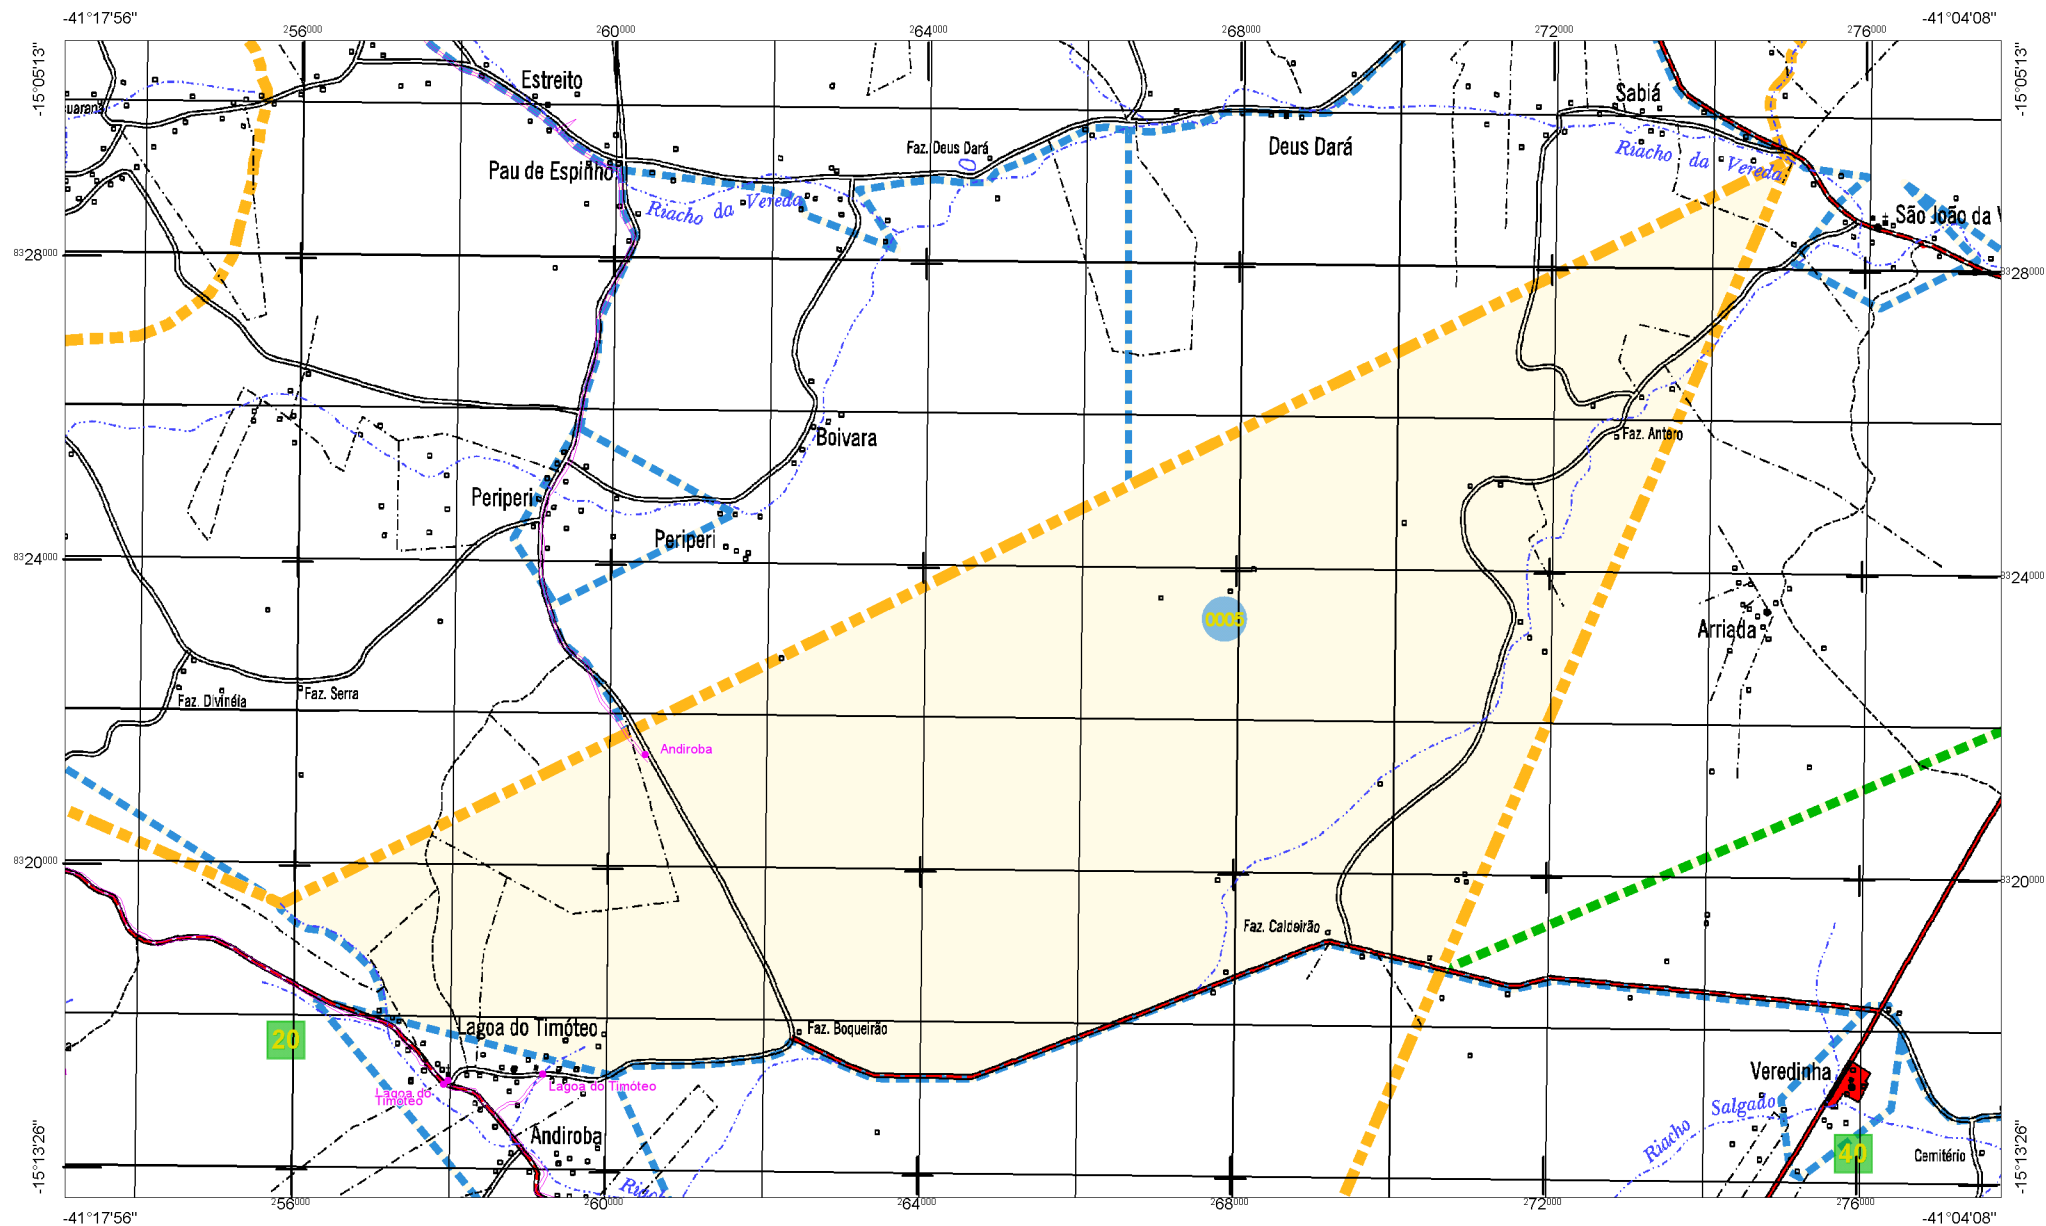 -41°17'56"
-41°04'08"
256000
260000
264000
268000
272000
276000
-15°05'13"
-15°05'13"
Estreito
Sabiá
uarana
Faz. Deus Dará
Deus Dará
Riacho da Vereda
Pau de Espinho
Riacho da Vereda
São João da V
8328000
8328000
Boivara
Faz. Antero
Periperi
Periperi
8324000
8324000
0005
Arriada
Faz. Divinéia
Faz. Serra
Andiroba
8320000
8320000
Faz. Caldeirão
20
Lagoa do Timóteo
Faz. Boqueirão
Veredinha
Lagoa do Timóteo
Lagoa do
Timóteo
Riacho Salgado
Andiroba
40
Cemitério
-15°13'26"
-15°13'26"
Riach
256000
260000
264000
268000
272000
276000
-41°17'56"
-41°04'08"